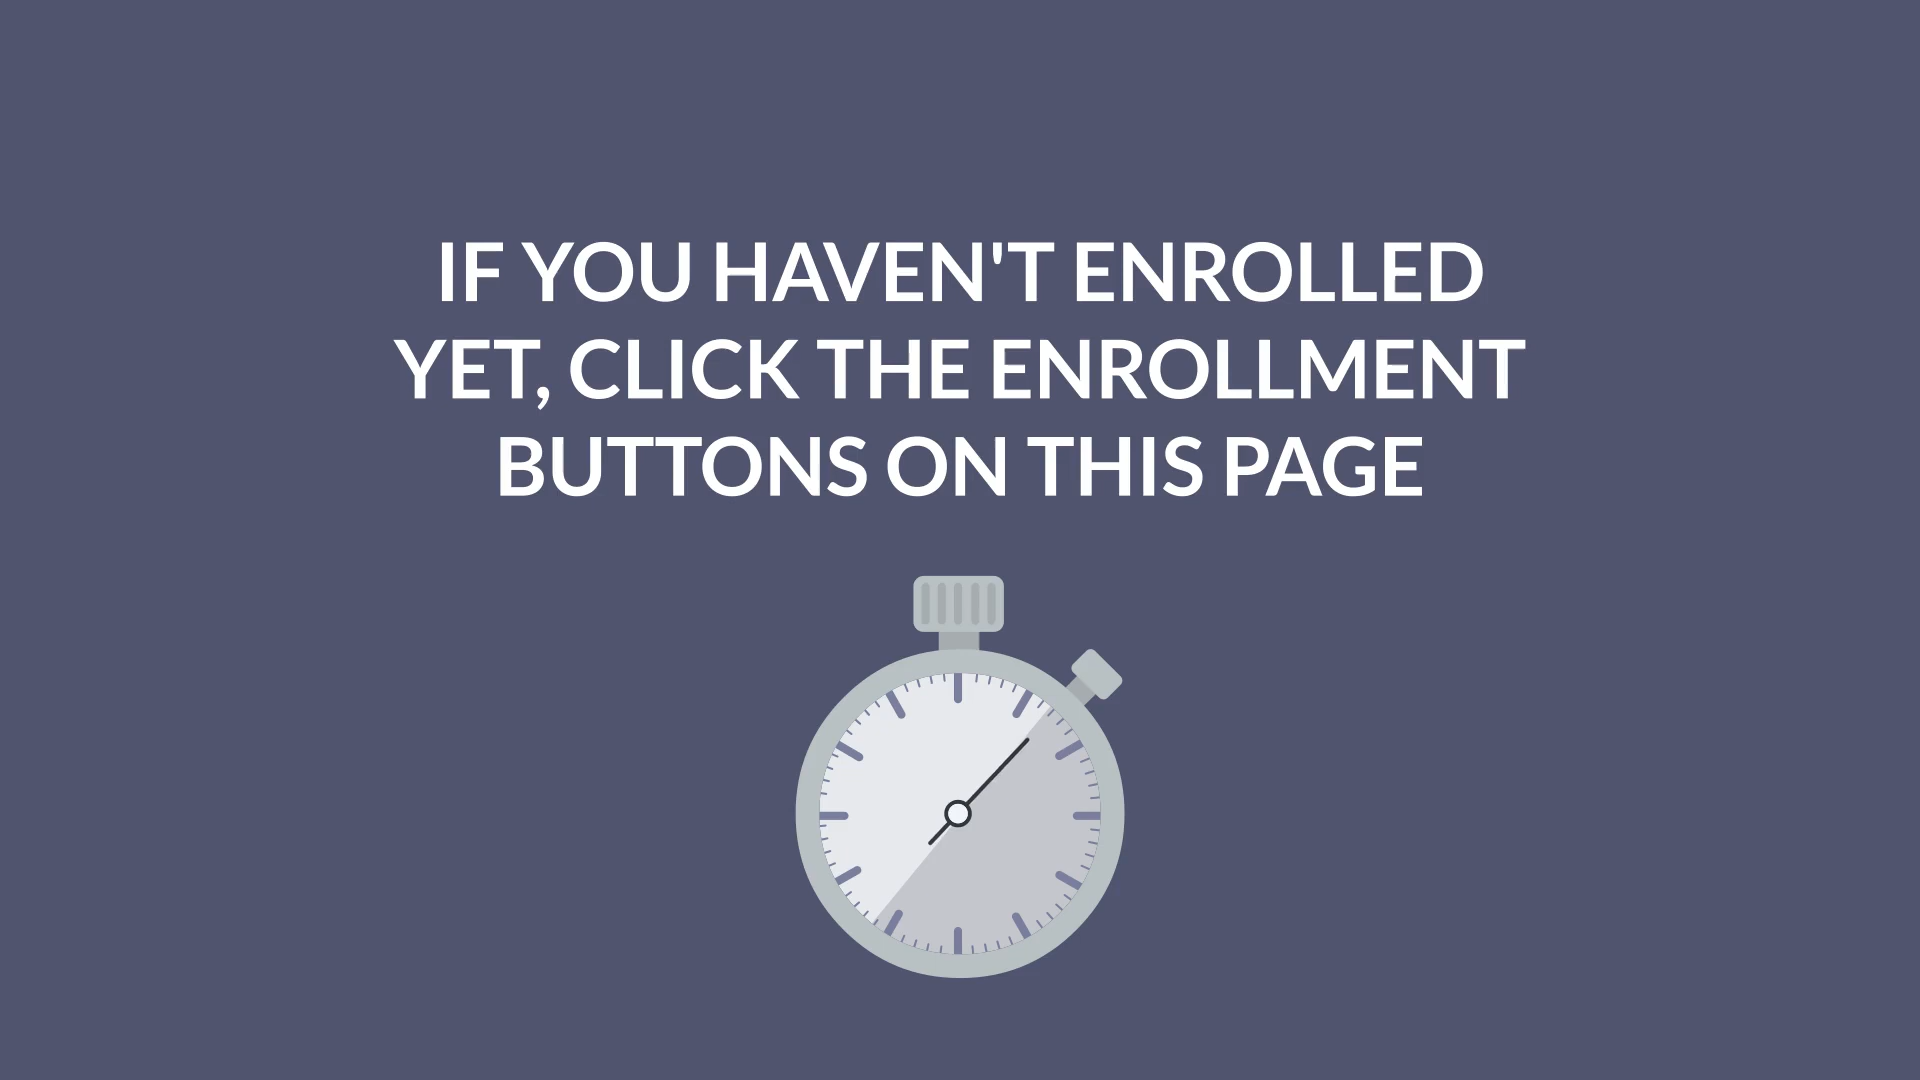 IF YOU HAVEN'T ENROLLED
YET, CLICK THE ENROLLMENT
BUTTONS ON THIS PAGE